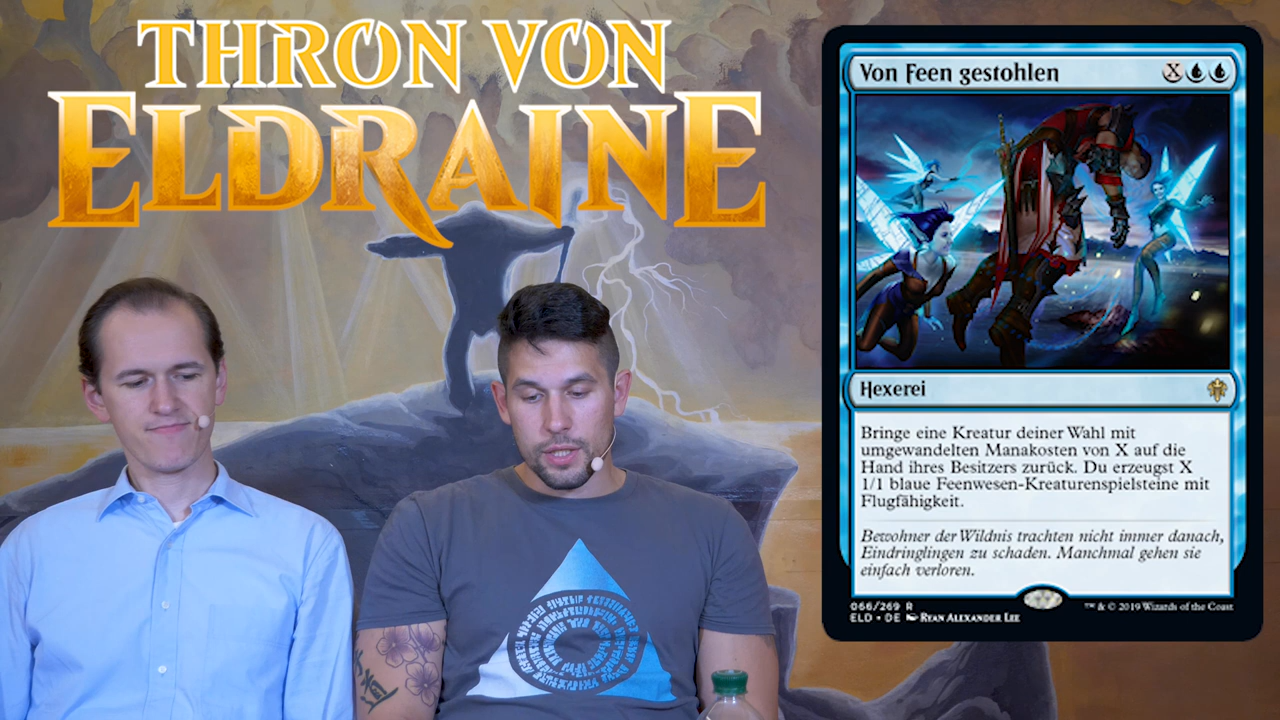 THRON VON
ELDRAINE
Von Feen gestohlen
X
Hexerei
Bringe eine Kreatur deiner Wahl mit
umgewandelten Manakosten von X auf die
Hand ihres Besitzers zurück. Du erzeugst X
1/1 blaue Feenwesen-Kreaturenspielsteine mit
Flugfähigkeit.
Bewohner der Wildnis trachten nicht immer danach,
Eindringlingen zu schaden. Manchmal gehen sie
einfach verloren.
066/269 R
ELD • DE RYAN ALEXANDER LEE
™ & © 2019 Wizards of the Coast